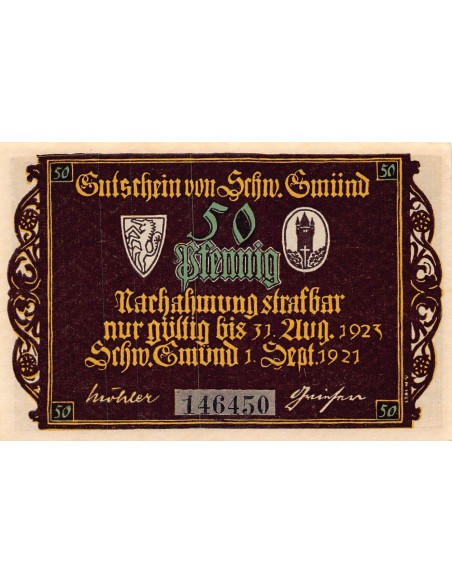 50 50
Gutschein von Schw. Gmünd
50
Pfennig
Nachahmung strafbar
nur gültig bis 31. Aug. 1923
Schw. Gmünd 1. Sept. 1921
Möhler 146450
50 50